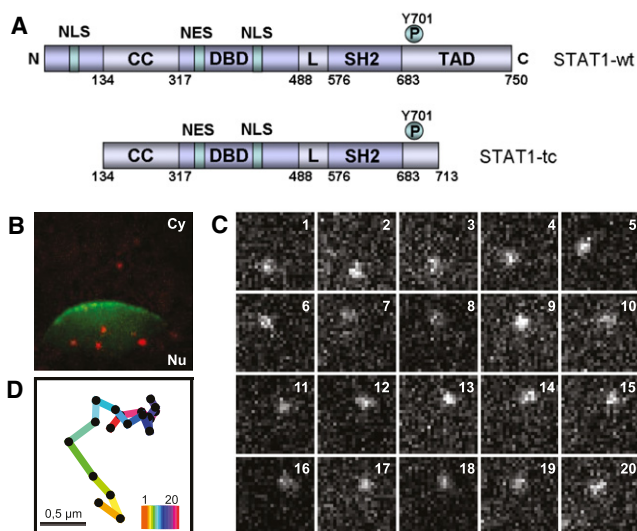 A
Y701
NLS NES NLS P
N CC DBD L SH2 TAD C STAT1-wt
134 317 488 576 683 750
Y701
NES NLS P
CC DBD L SH2 STAT1-tc
134 317 488 576 683 713
B Cy C 1 2 3 4 5
6 7 8 9 10
Nu
D 11 12 13 14 15
1 20
0,5 µm
16 17 18 19 20